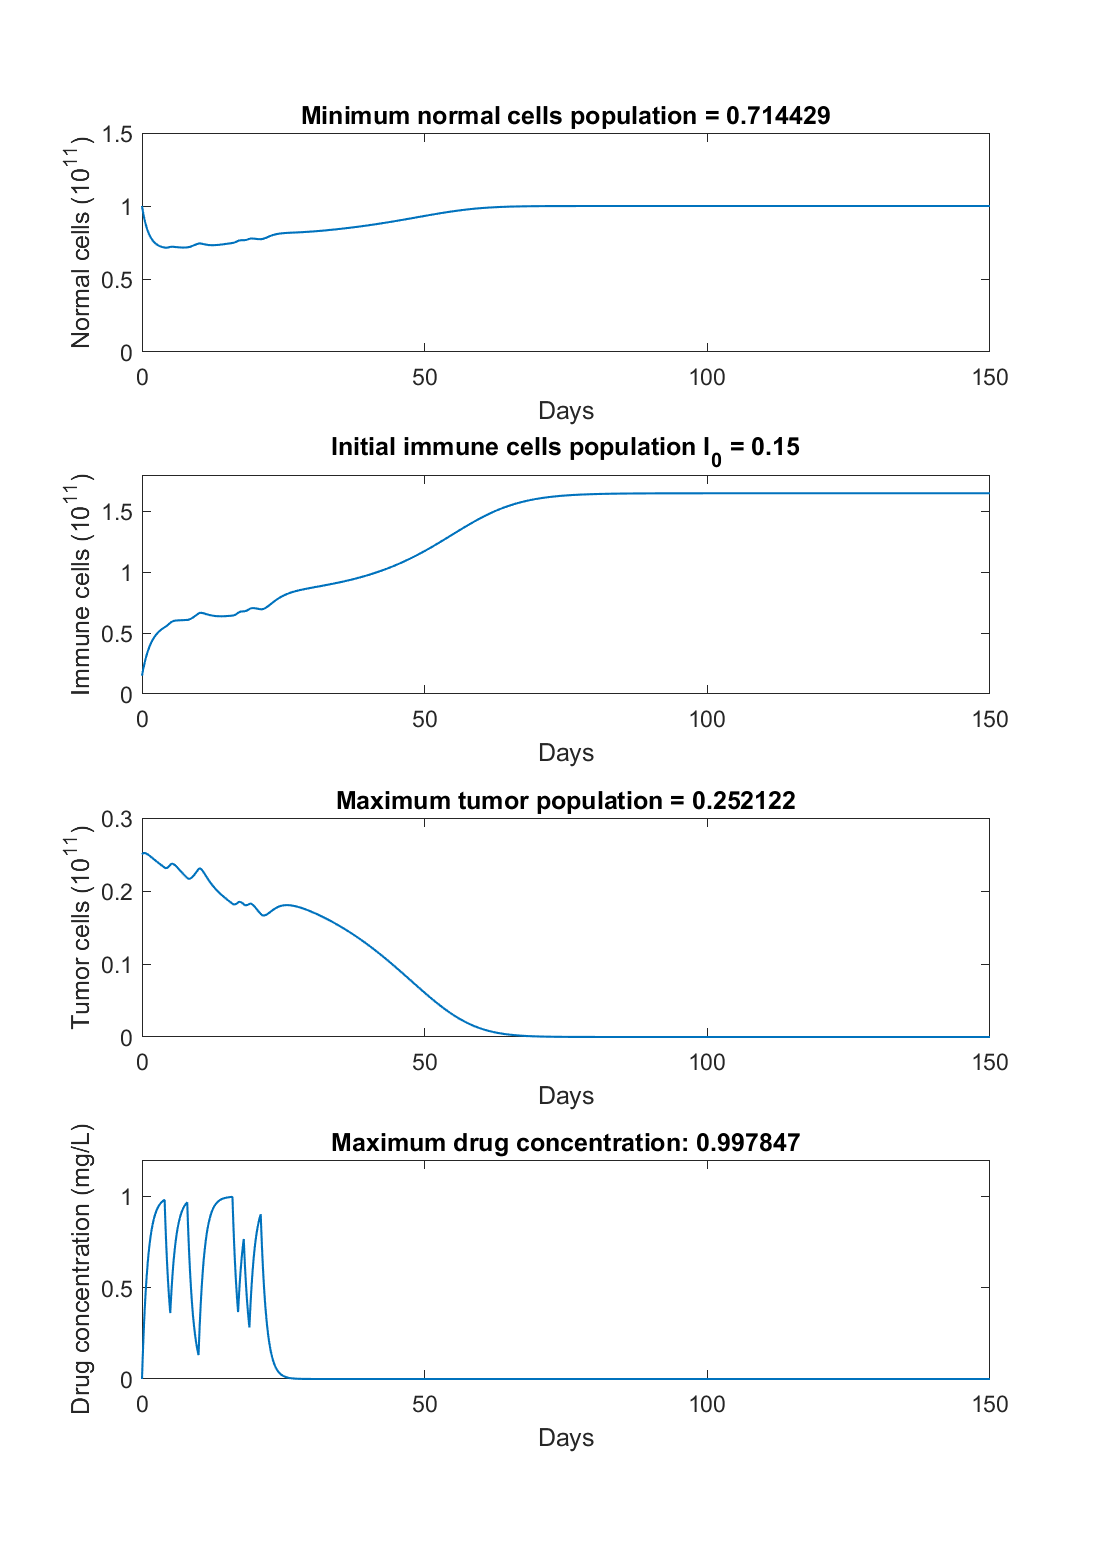 Minimum normal cells population = 0.714429
Normal cells (10^11)
1.5
1
0.5
0
0 50 100 150
Days
Initial immune cells population I_0 = 0.15
Immune cells (10^11)
1.5
1
0.5
0
0 50 100 150
Days
Maximum tumor population = 0.252122
Tumor cells (10^11)
0.3
0.2
0.1
0
0 50 100 150
Days
Maximum drug concentration: 0.997847
Drug concentration (mg/L)
1
0.5
0
0 50 100 150
Days